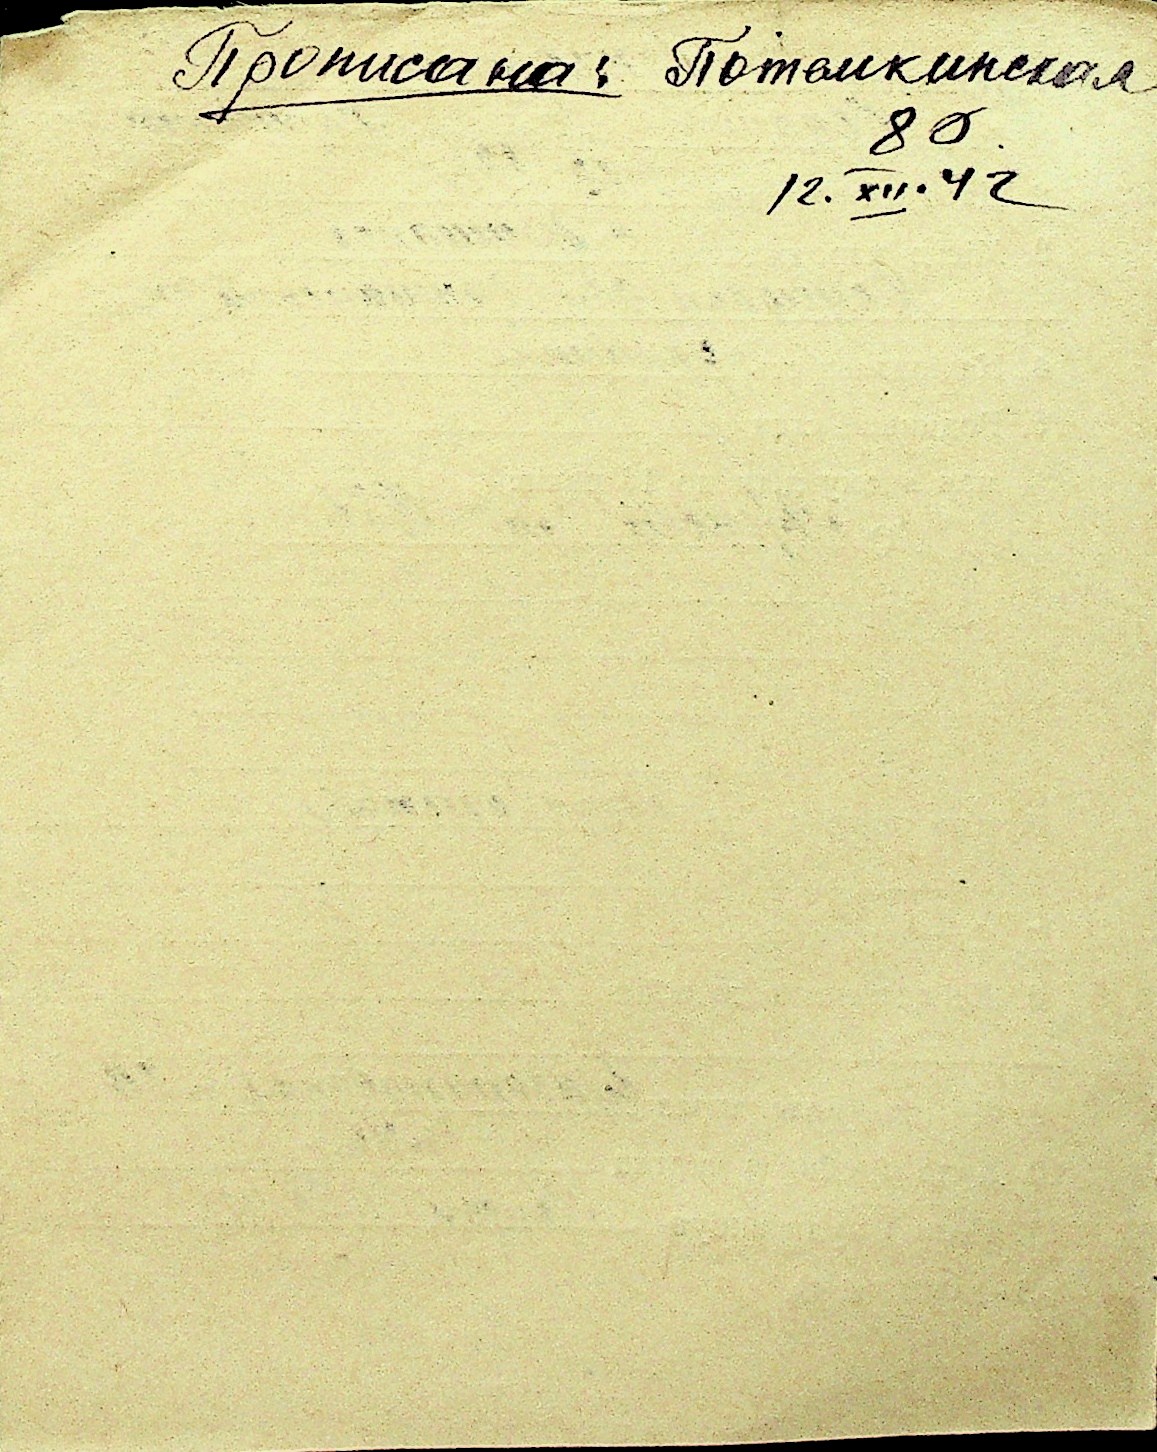 Прописана: Потемкинская
8б.
12.XII.42